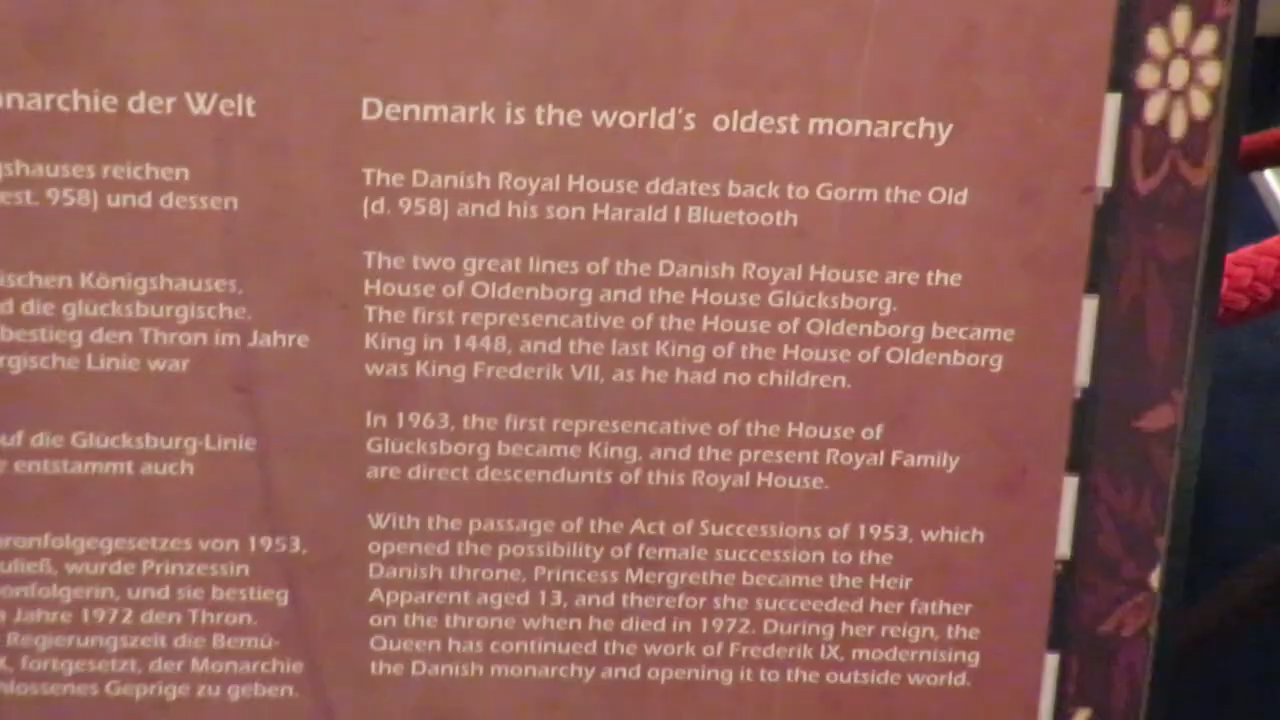 narchie der Welt
gshauses reichen
est. 958) und dessen
ischen Königshauses,
d die glücksburgische.
bestieg den Thron im Jahre
rgische Linie war
uf die Glücksburg-Linie
entstammt auch
ronfolgegesetzes von 1953,
uließ, wurde Prinzessin
onfolgerin, und sie bestieg
Jahre 1972 den Thron.
Regierungszeit die Bemü-
fortgesetzt, der Monarchie
hlossenes Gepräge zu geben.
Denmark is the world's oldest monarchy
The Danish Royal House ddates back to Gorm the Old
(d. 958) and his son Harald I Bluetooth
The two great lines of the Danish Royal House are the
House of Oldenborg and the House Glücksborg.
The first represencative of the House of Oldenborg became
King in 1448, and the last King of the House of Oldenborg
was King Frederik VII, as he had no children.
In 1963, the first represencative of the House of
Glücksborg became King, and the present Royal Family
are direct descendunts of this Royal House.
With the passage of the Act of Successions of 1953, which
opened the possibility of female succession to the
Danish throne, Princess Mergrethe became the Heir
Apparent aged 13, and therefor she succeeded her father
on the throne when he died in 1972. During her reign, the
Queen has continued the work of Frederik IX, modernising
the Danish monarchy and opening it to the outside world.